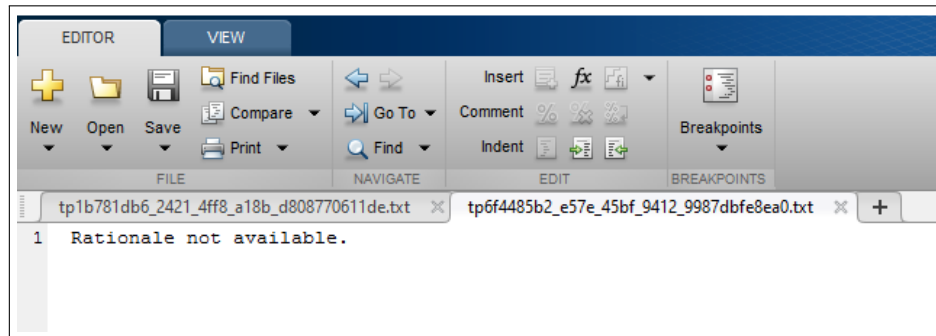 EDITOR VIEW
Find Files Insert fx fi
New Open Save Compare Go To Comment % % %
Print Find Indent Breakpoints
FILE NAVIGATE EDIT BREAKPOINTS
tp1b781db6_2421_4ff8_a18b_d808770611de.txt tp6f4485b2_e57e_45bf_9412_9987dbfe8ea0.txt +
1 Rationale not available.